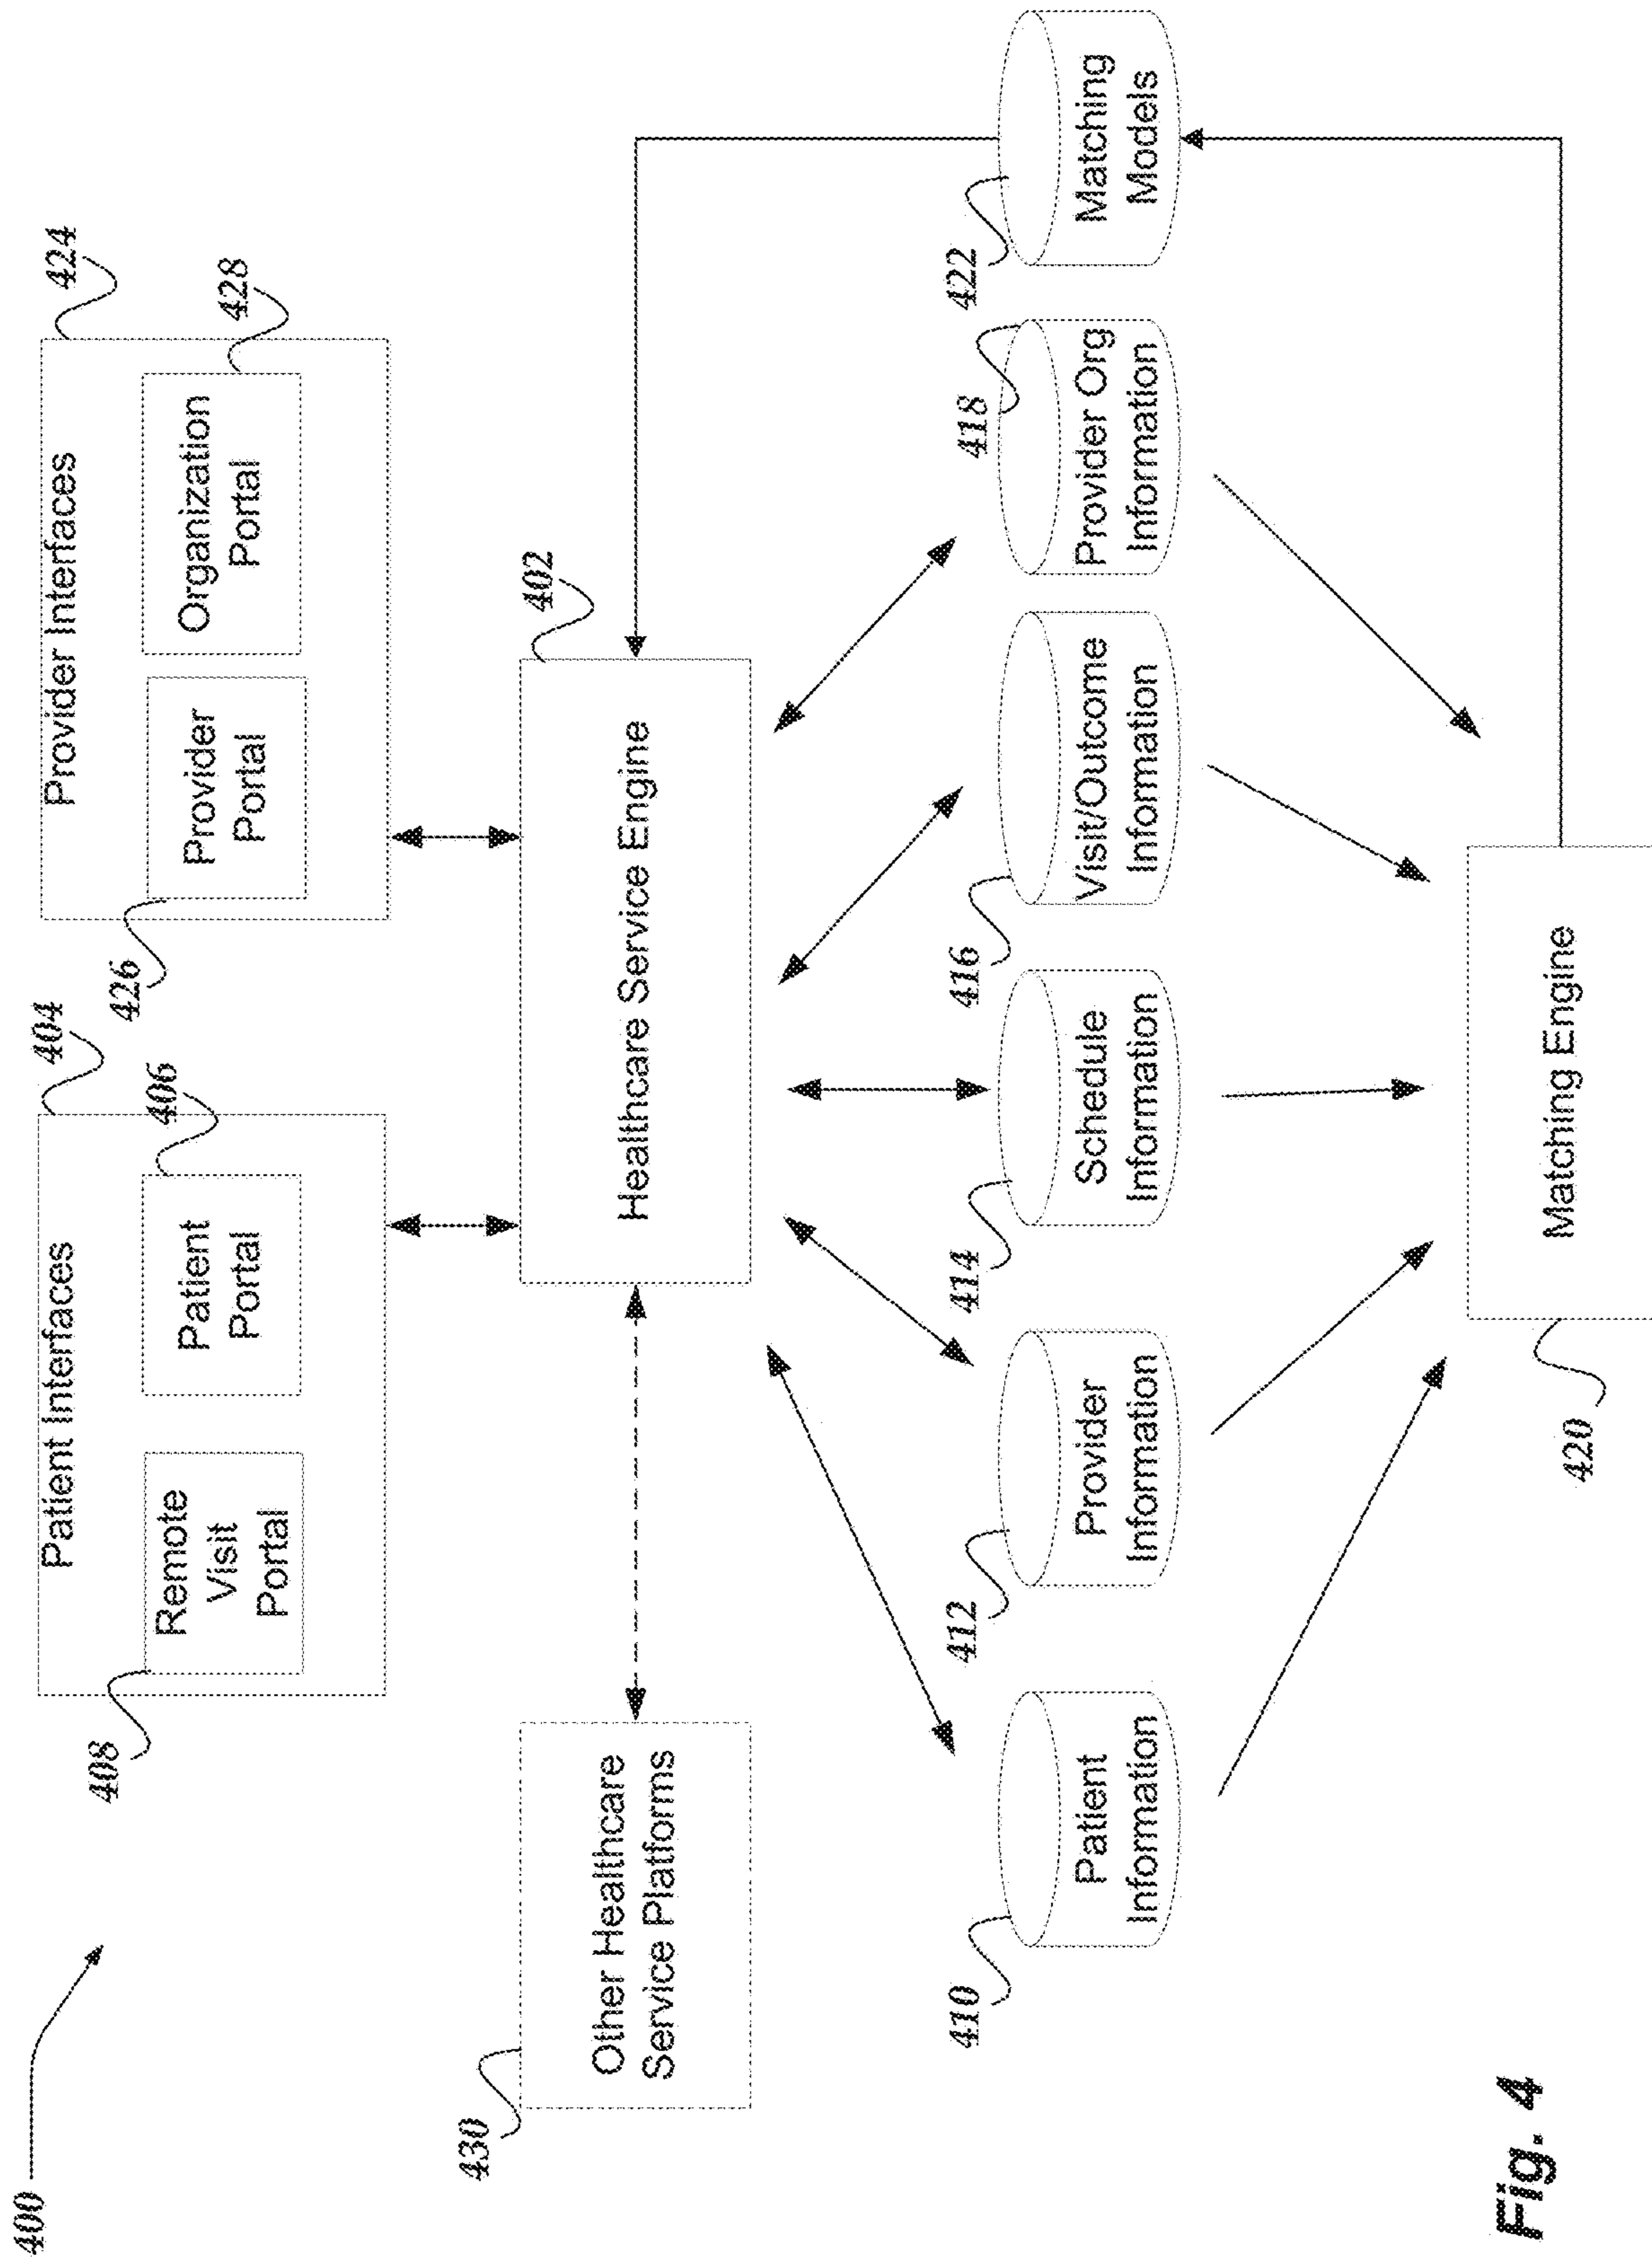 400
Patient Interfaces
404
Remote
Visit
Portal
408
Patient
Portal
406
Provider Interfaces
424
Provider
Portal
426
Organization
Portal
428
Other Healthcare
Service Platforms
430
Healthcare Service Engine
402
410
Patient
Information
412
Provider
Information
414
Schedule
Information
416
Visit/Outcome
Information
418
Provider Org
Information
422
Matching
Models
Matching Engine
420
Fig. 4